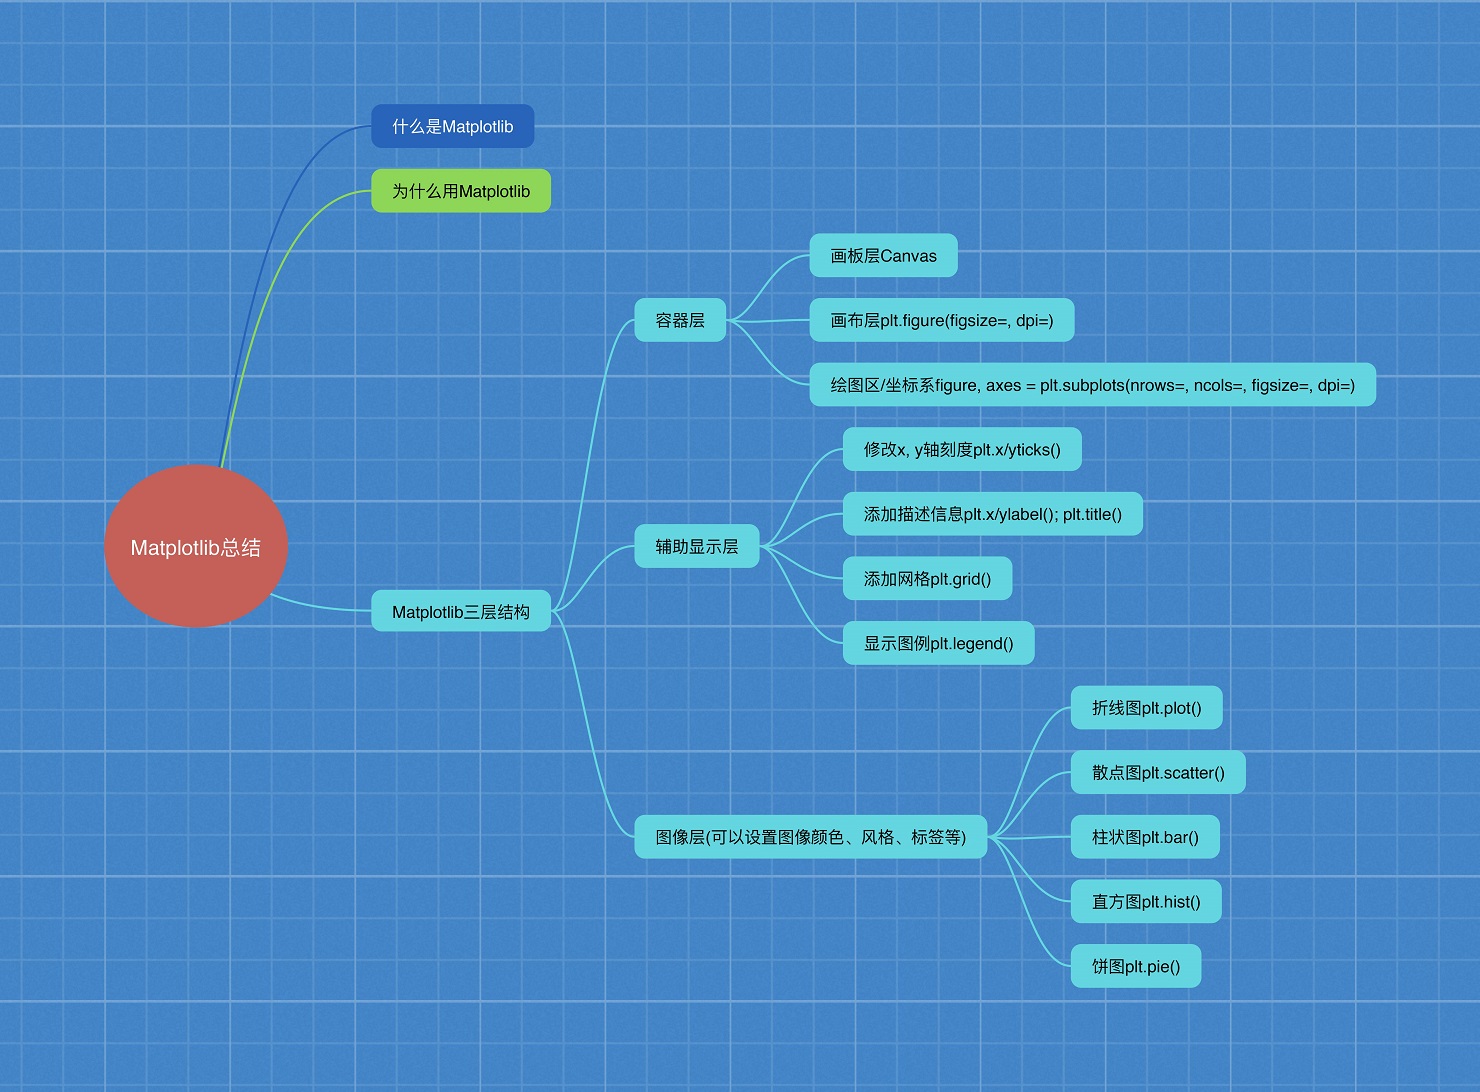 什么是Matplotlib
为什么用Matplotlib
画板层Canvas
容器层
画布层plt.figure(figsize=, dpi=)
绘图区/坐标系figure, axes = plt.subplots(nrows=, ncols=, figsize=, dpi=)
修改x, y轴刻度plt.x/yticks()
添加描述信息plt.x/ylabel(); plt.title()
Matplotlib总结
辅助显示层
添加网格plt.grid()
Matplotlib三层结构
显示图例plt.legend()
折线图plt.plot()
散点图plt.scatter()
图像层(可以设置图像颜色、风格、标签等)
柱状图plt.bar()
直方图plt.hist()
饼图plt.pie()